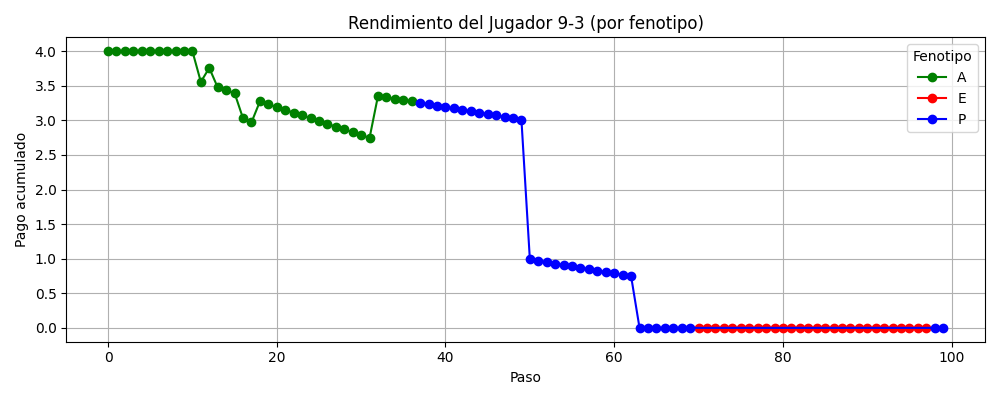 Rendimiento del Jugador 9-3 (por fenotipo)
Pago acumulado
4.0
3.5
3.0
2.5
2.0
1.5
1.0
0.5
0.0
Fenotipo
A
E
P
0 20 40 60 80 100
Paso